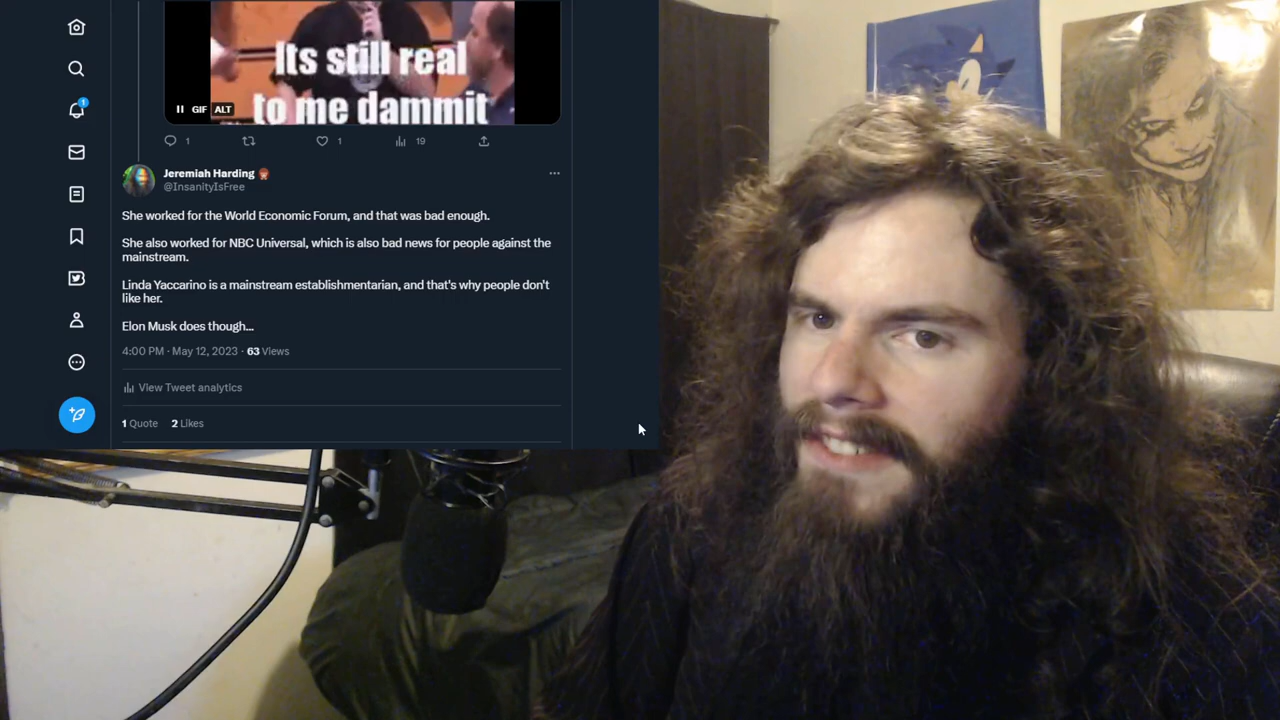 Its still real
to me dammit
GIF ALT
1 1 19
Jeremiah Harding
@InsanityIsFree
She worked for the World Economic Forum, and that was bad enough.
She also worked for NBC Universal, which is also bad news for people against the
mainstream.
Linda Yaccarino is a mainstream establishmentarian, and that's why people don't
like her.
Elon Musk does though...
4:00 PM · May 12, 2023 · 63 Views
View Tweet analytics
1 Quote 2 Likes
1